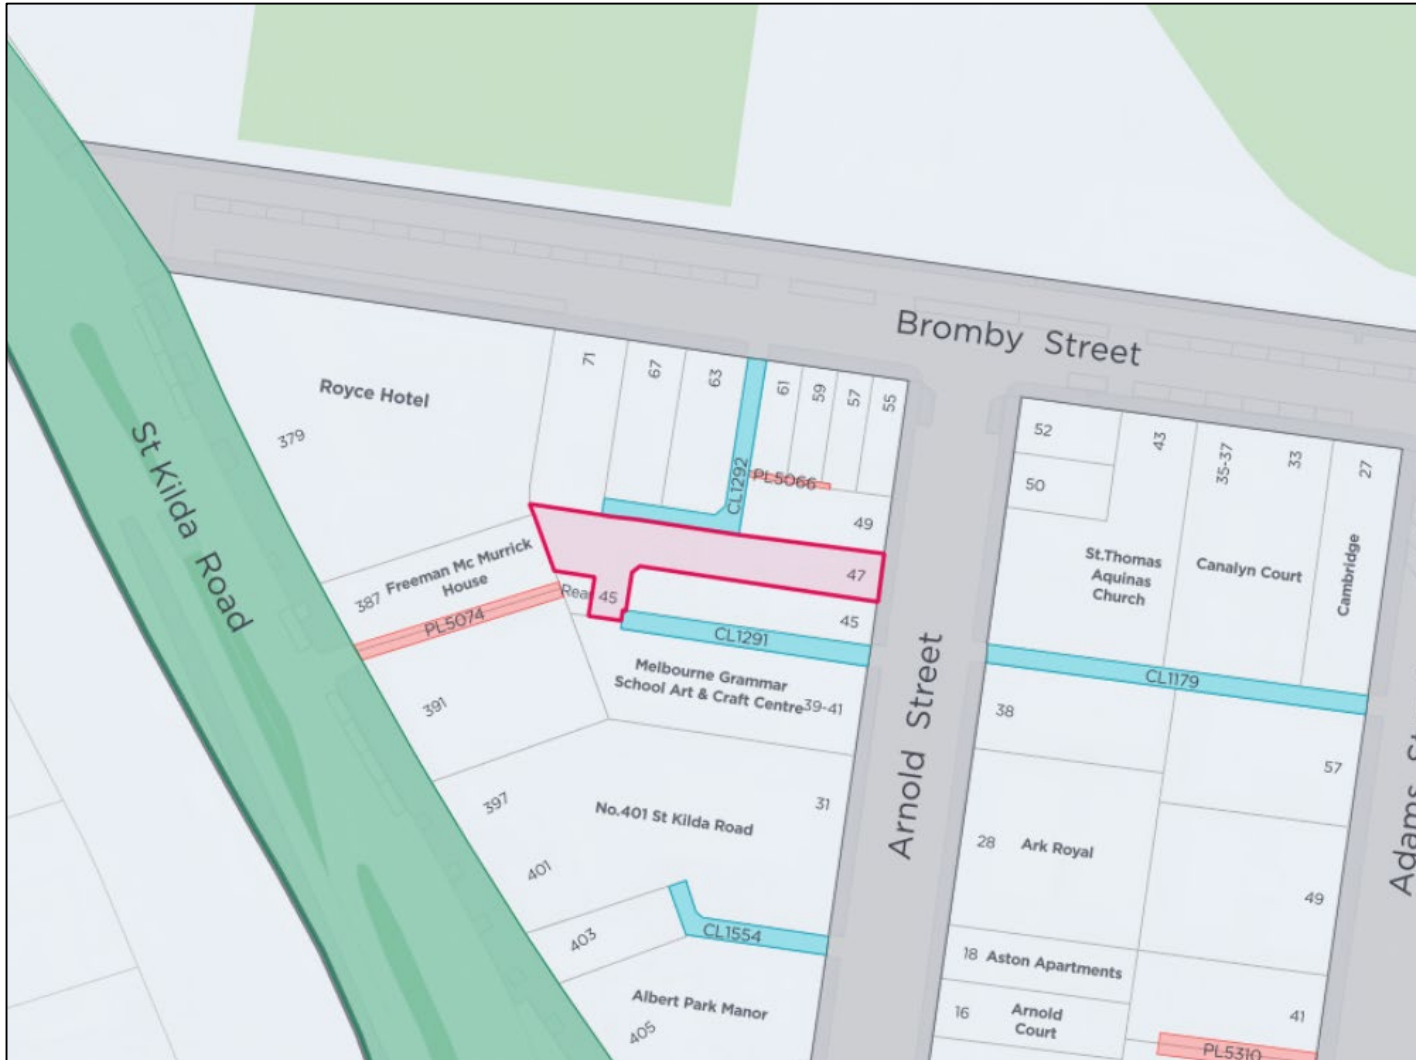 Bromby Street
71
67
63
61
59
57
55
Royce Hotel
379
St Kilda Road
CL1292
PL5066
49
47
Freeman Mc Murrick
House
387
PL5074
45
45
CL1291
Melbourne Grammar
School Art & Craft Centre
39-41
391
397
No.401 St Kilda Road
31
401
403
CL1554
Albert Park Manor
405
Arnold Street
52
50
43
35-37
33
27
St.Thomas
Aquinas
Church
Canalyn Court
Cambridge
CL1179
38
57
28 Ark Royal
49
18 Aston Apartments
16
Arnold
Court
41
PL5310
Adams